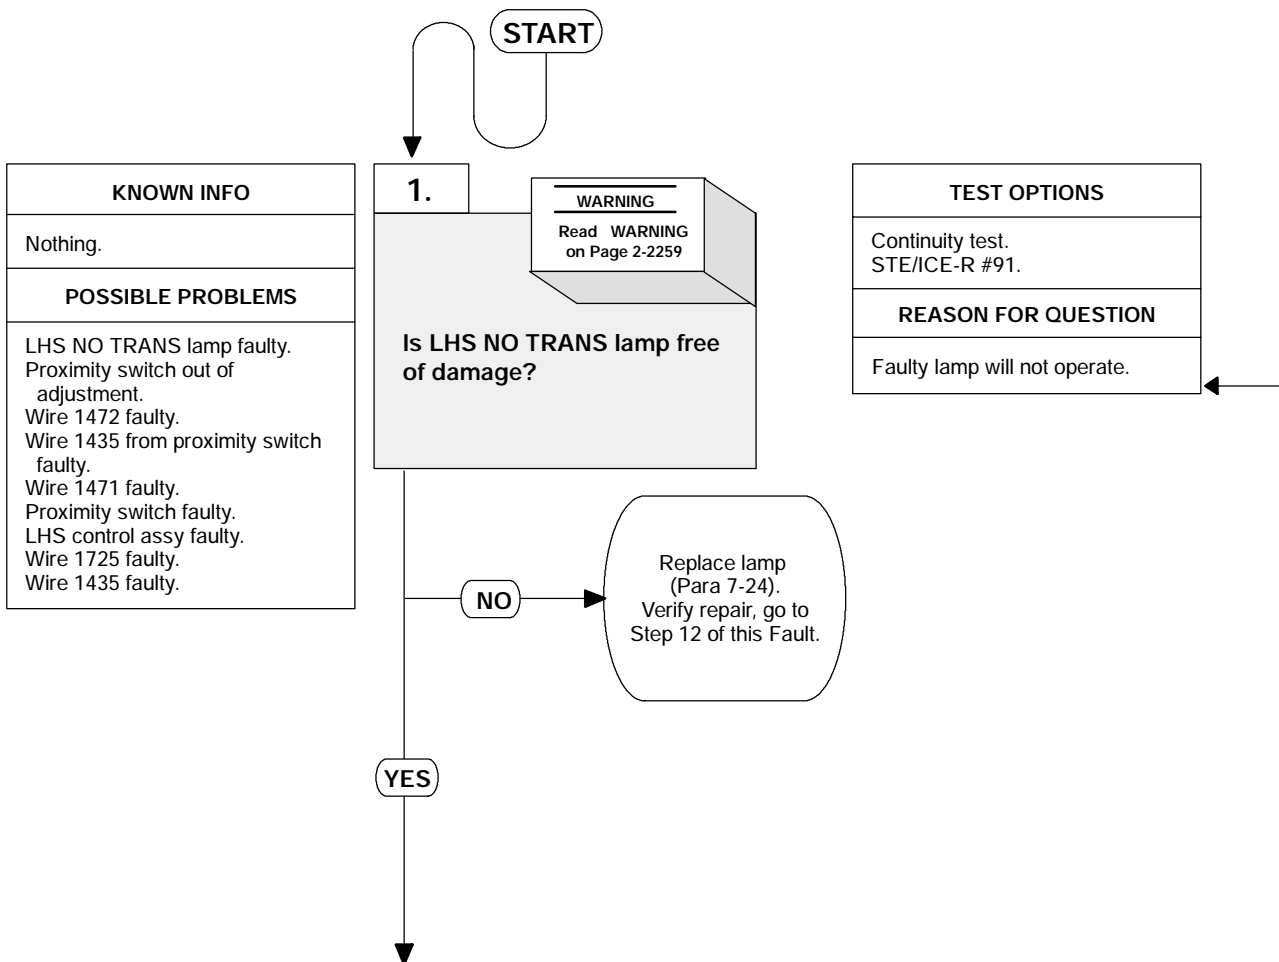 START
KNOWN INFO
Nothing.
POSSIBLE PROBLEMS
LHS NO TRANS lamp faulty.
Proximity switch out of
adjustment.
Wire 1472 faulty.
Wire 1435 from proximity switch
faulty.
Wire 1471 faulty.
Proximity switch faulty.
LHS control assy faulty.
Wire 1725 faulty.
Wire 1435 faulty.
1.
WARNING
Read WARNING
on Page 2-2259
Is LHS NO TRANS lamp free
of damage?
TEST OPTIONS
Continuity test.
STE/ICE-R #91.
REASON FOR QUESTION
Faulty lamp will not operate.
NO
Replace lamp
(Para 7-24).
Verify repair, go to
Step 12 of this Fault.
YES